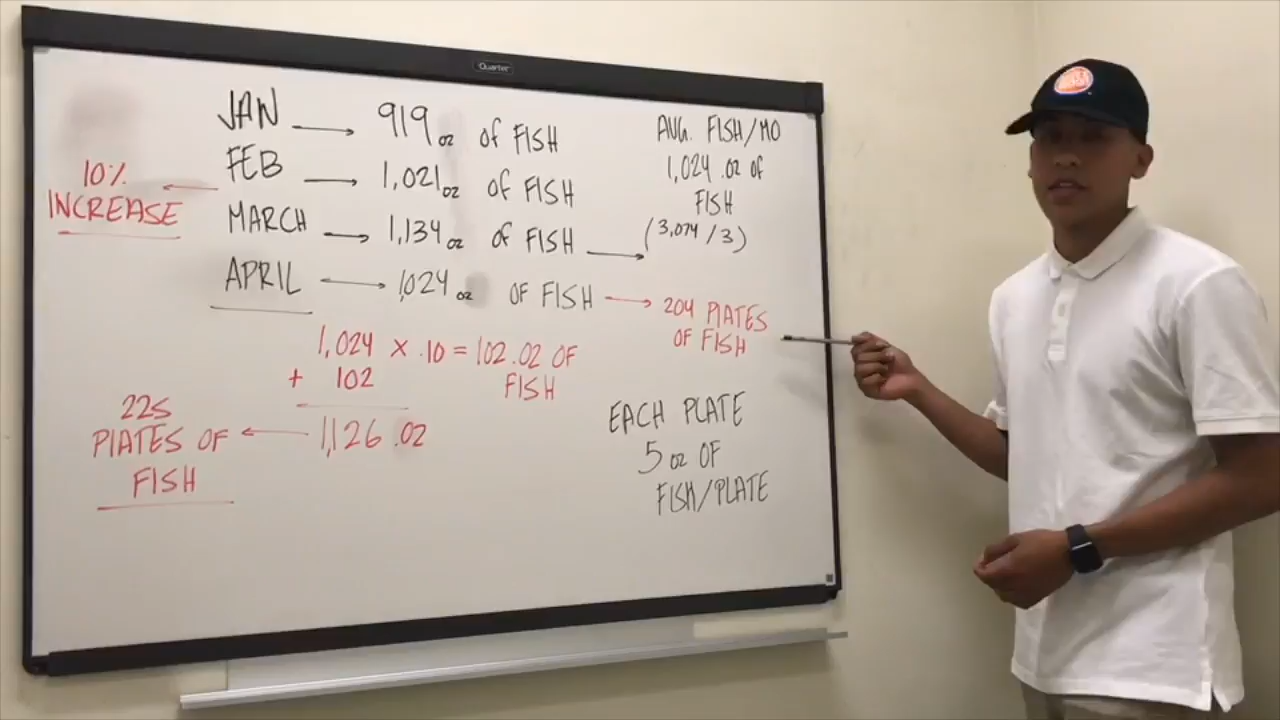 Quartet
JAN → 919 oz of FISH
FEB → 1,021 oz of FISH
MARCH → 1,134 oz of FISH →
APRIL → 1,024 oz OF FISH →
10% ←
INCREASE
AVG. FISH/MO
1,024 .02 OF
FISH
(3,074/3)
204 PLATES
OF FISH
1,024 x .10 = 102.02 OF
FISH
+ 102
1,126.02
225
PLATES OF ←
FISH
EACH PLATE
5 oz OF
FISH/PLATE